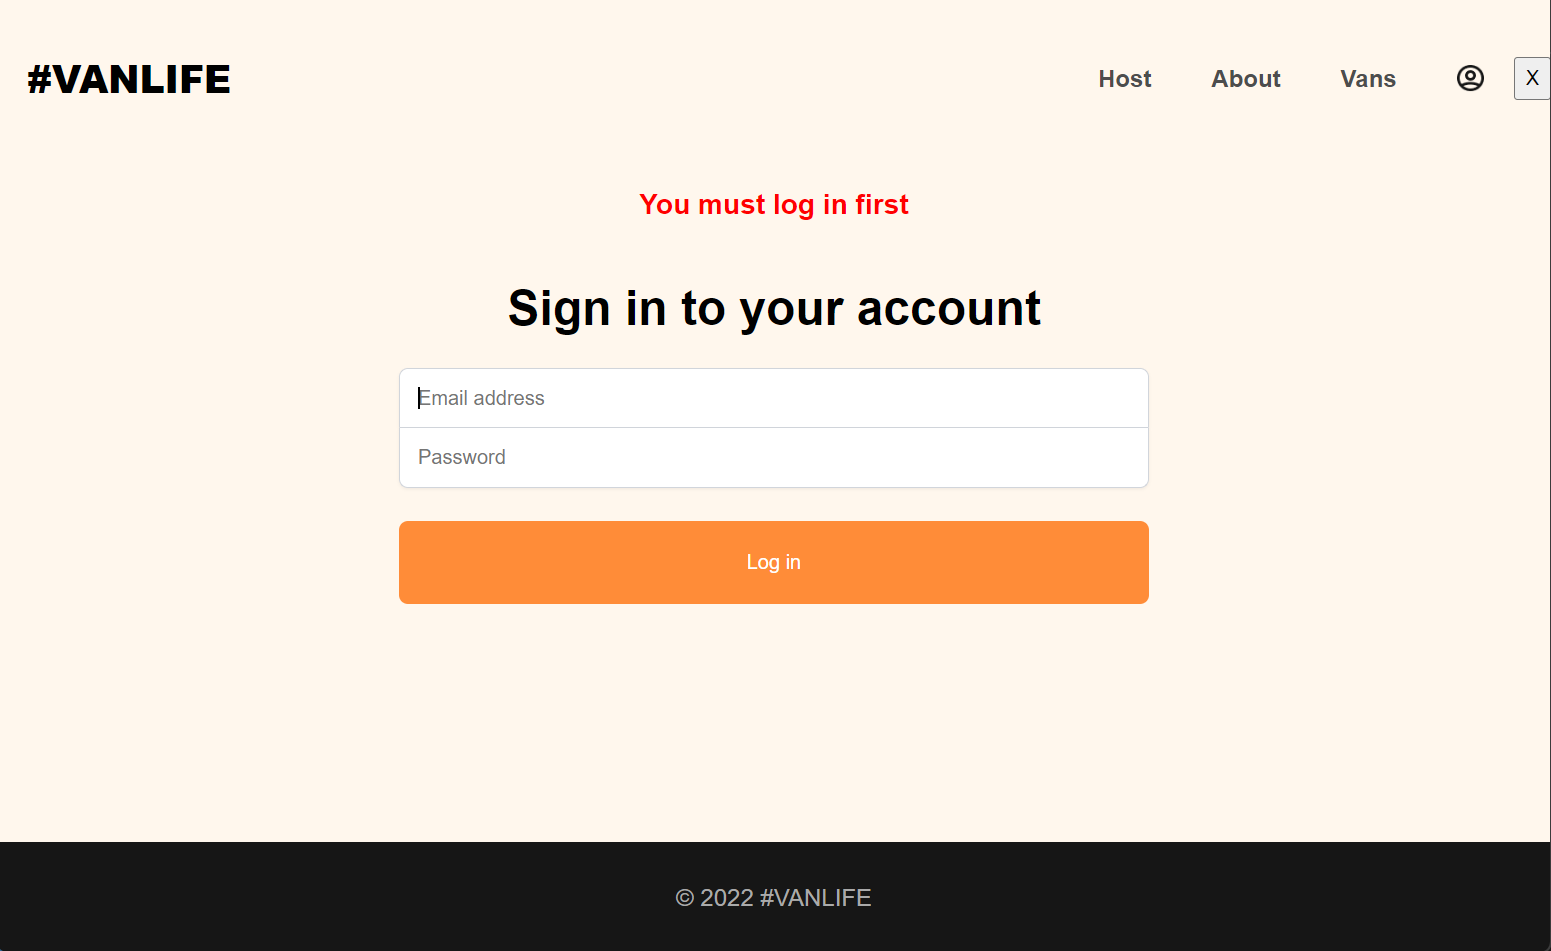 #VANLIFE
Host About Vans X
You must log in first
Sign in to your account
Email address
Password
Log in
© 2022 #VANLIFE